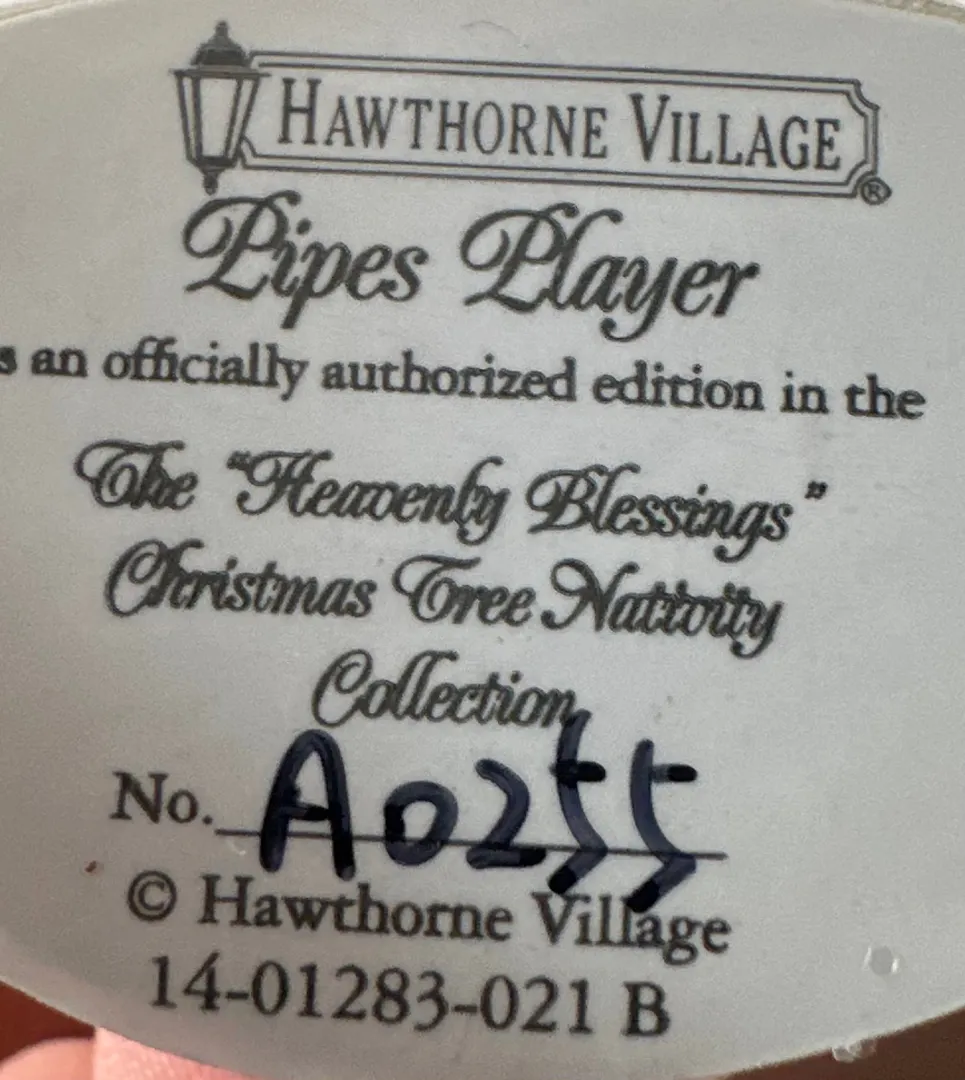 HAWTHORNE VILLAGE ®
Pipes Player
s an officially authorized edition in the
The "Heavenly Blessings"
Christmas Tree Nativity
Collection
No. A0255
© Hawthorne Village
14-01283-021 B